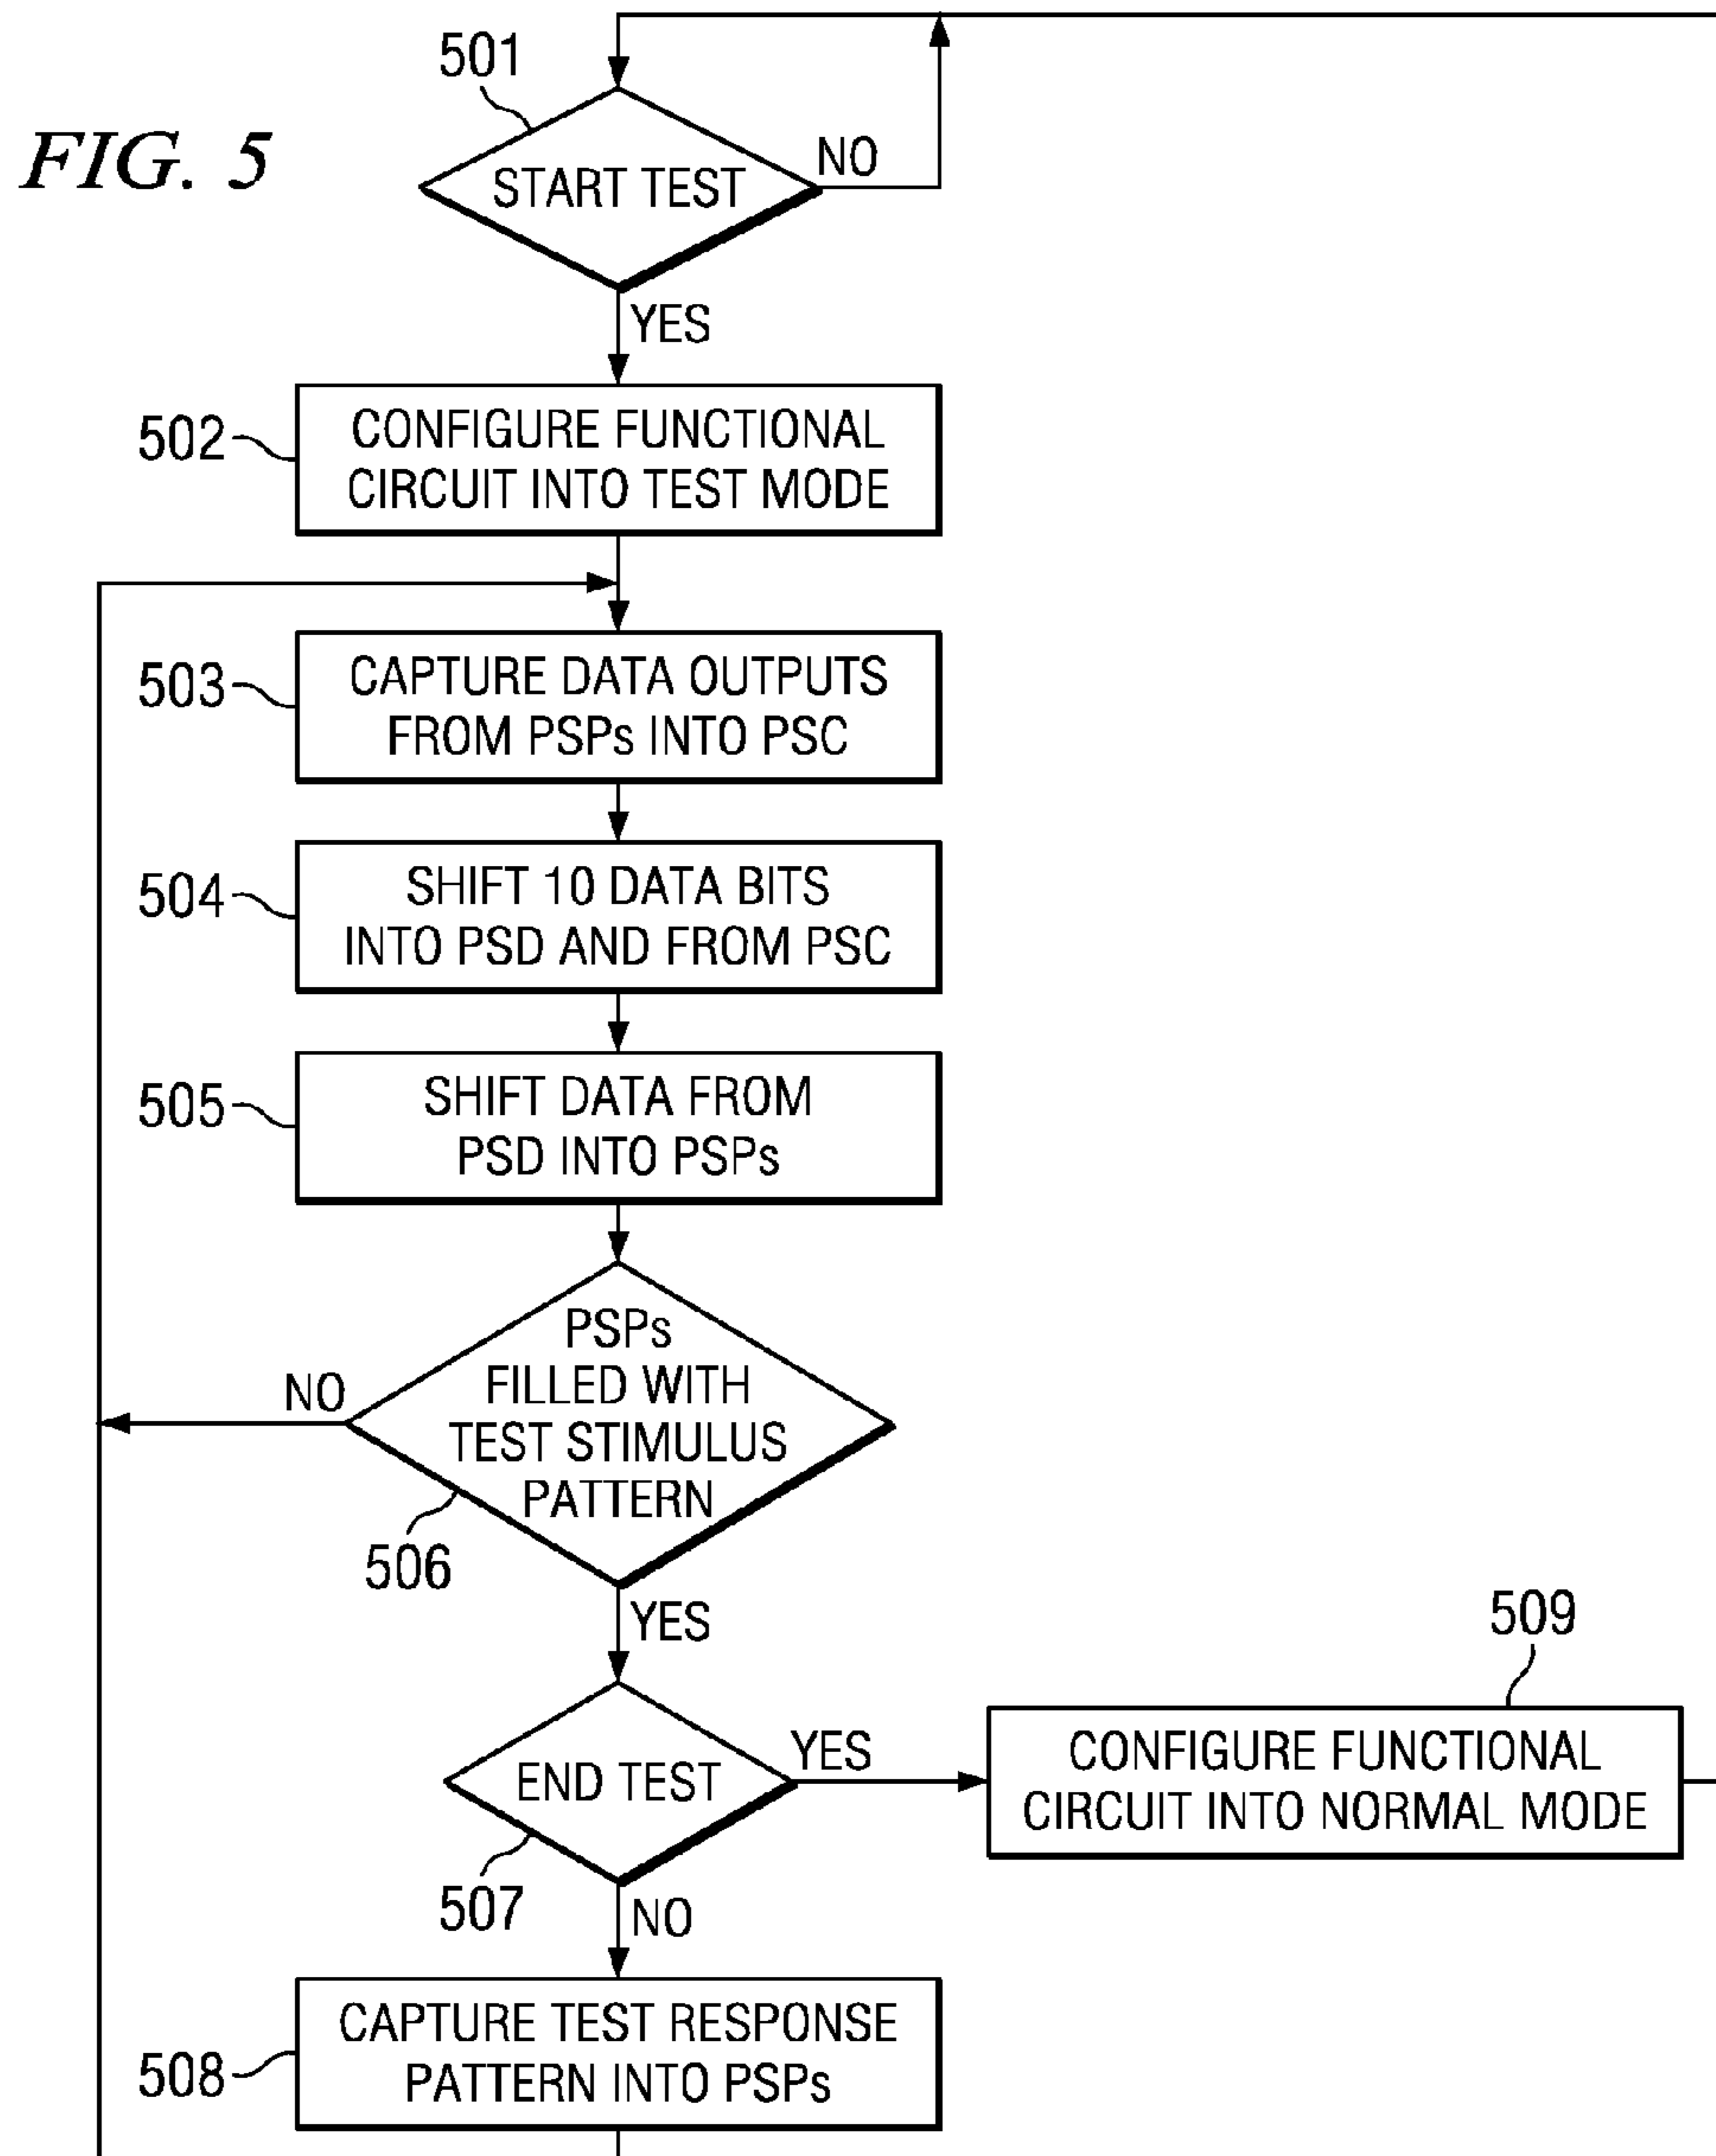 FIG. 5
501
START TEST
NO
YES
502
CONFIGURE FUNCTIONAL
CIRCUIT INTO TEST MODE
503
CAPTURE DATA OUTPUTS
FROM PSPs INTO PSC
504
SHIFT 10 DATA BITS
INTO PSD AND FROM PSC
505
SHIFT DATA FROM
PSD INTO PSPs
PSPs
FILLED WITH
TEST STIMULUS
PATTERN
NO
506
YES
END TEST
YES
507
NO
509
CONFIGURE FUNCTIONAL
CIRCUIT INTO NORMAL MODE
508
CAPTURE TEST RESPONSE
PATTERN INTO PSPs